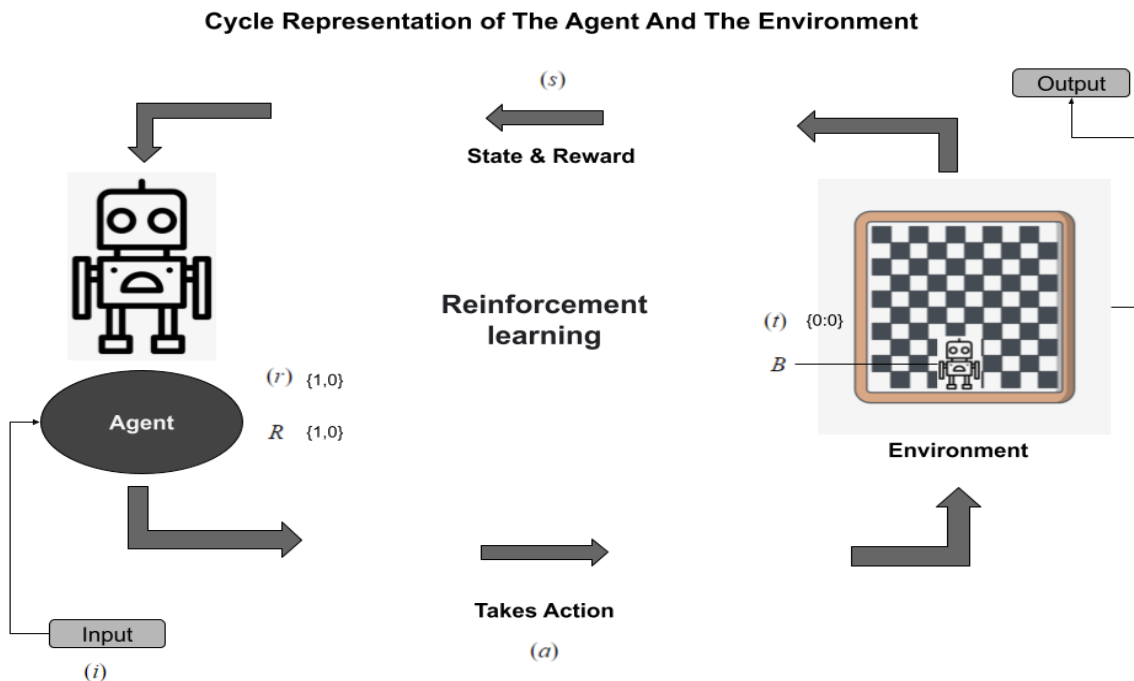 Cycle Representation of The Agent And The Environment
(s)
Output
State & Reward
Reinforcement
learning
(t) {0:0}
B
(r) {1,0}
Agent
R {1,0}
Environment
Takes Action
Input
(a)
(i)